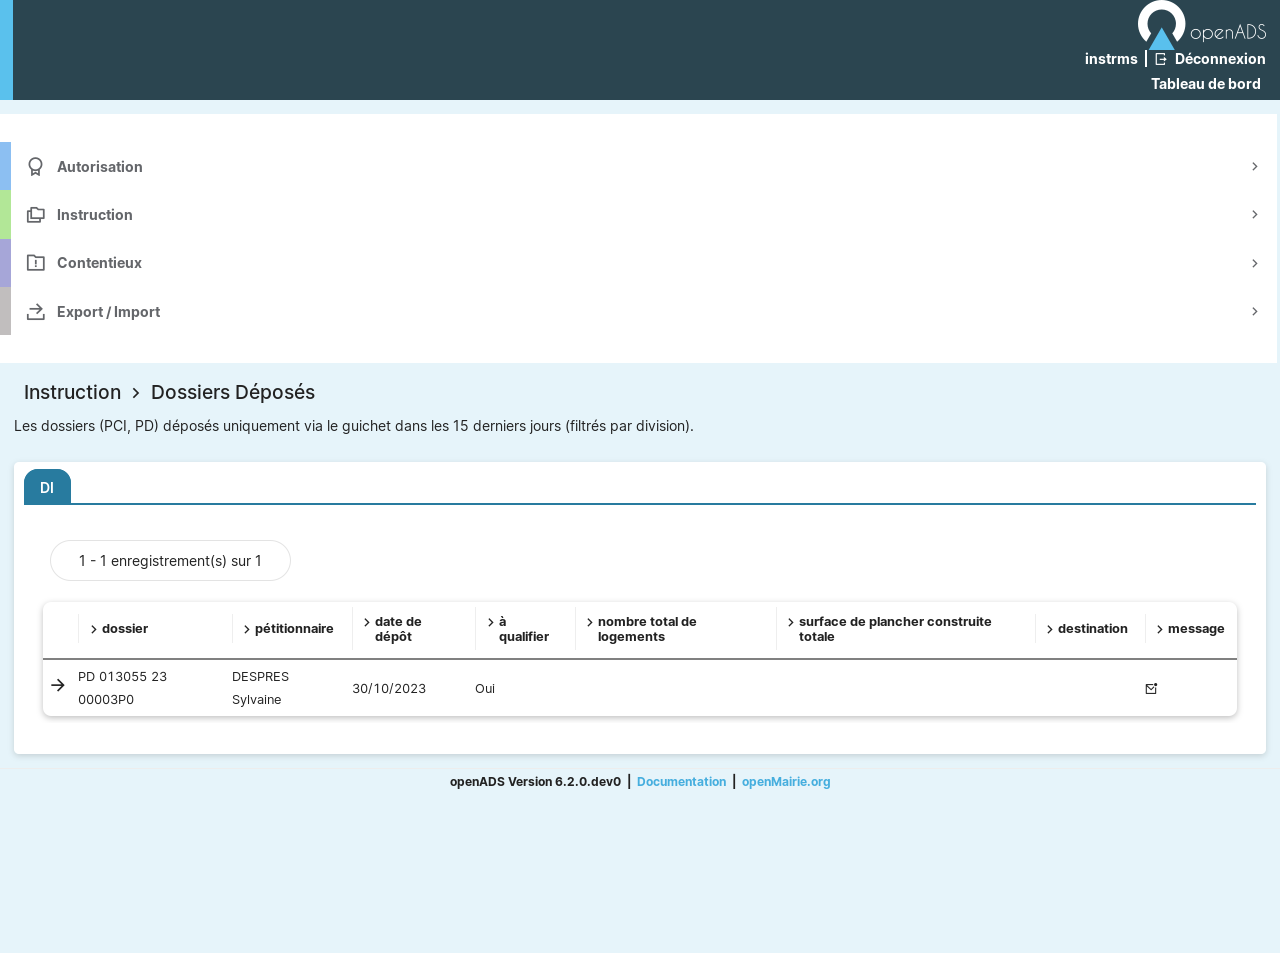 openADS
instrms | Déconnexion
Tableau de bord
Autorisation
Instruction
Contentieux
Export / Import
Instruction > Dossiers Déposés
Les dossiers (PCI, PD) déposés uniquement via le guichet dans les 15 derniers jours (filtrés par division).
DI
1 - 1 enregistrement(s) sur 1
dossier
pétitionnaire
date de
dépôt
à
qualifier
nombre total de
logements
surface de plancher construite
totale
destination
message
PD 013055 23
00003P0
DESPRES
Sylvaine
30/10/2023
Oui
openADS Version 6.2.0.dev0 | Documentation | openMairie.org